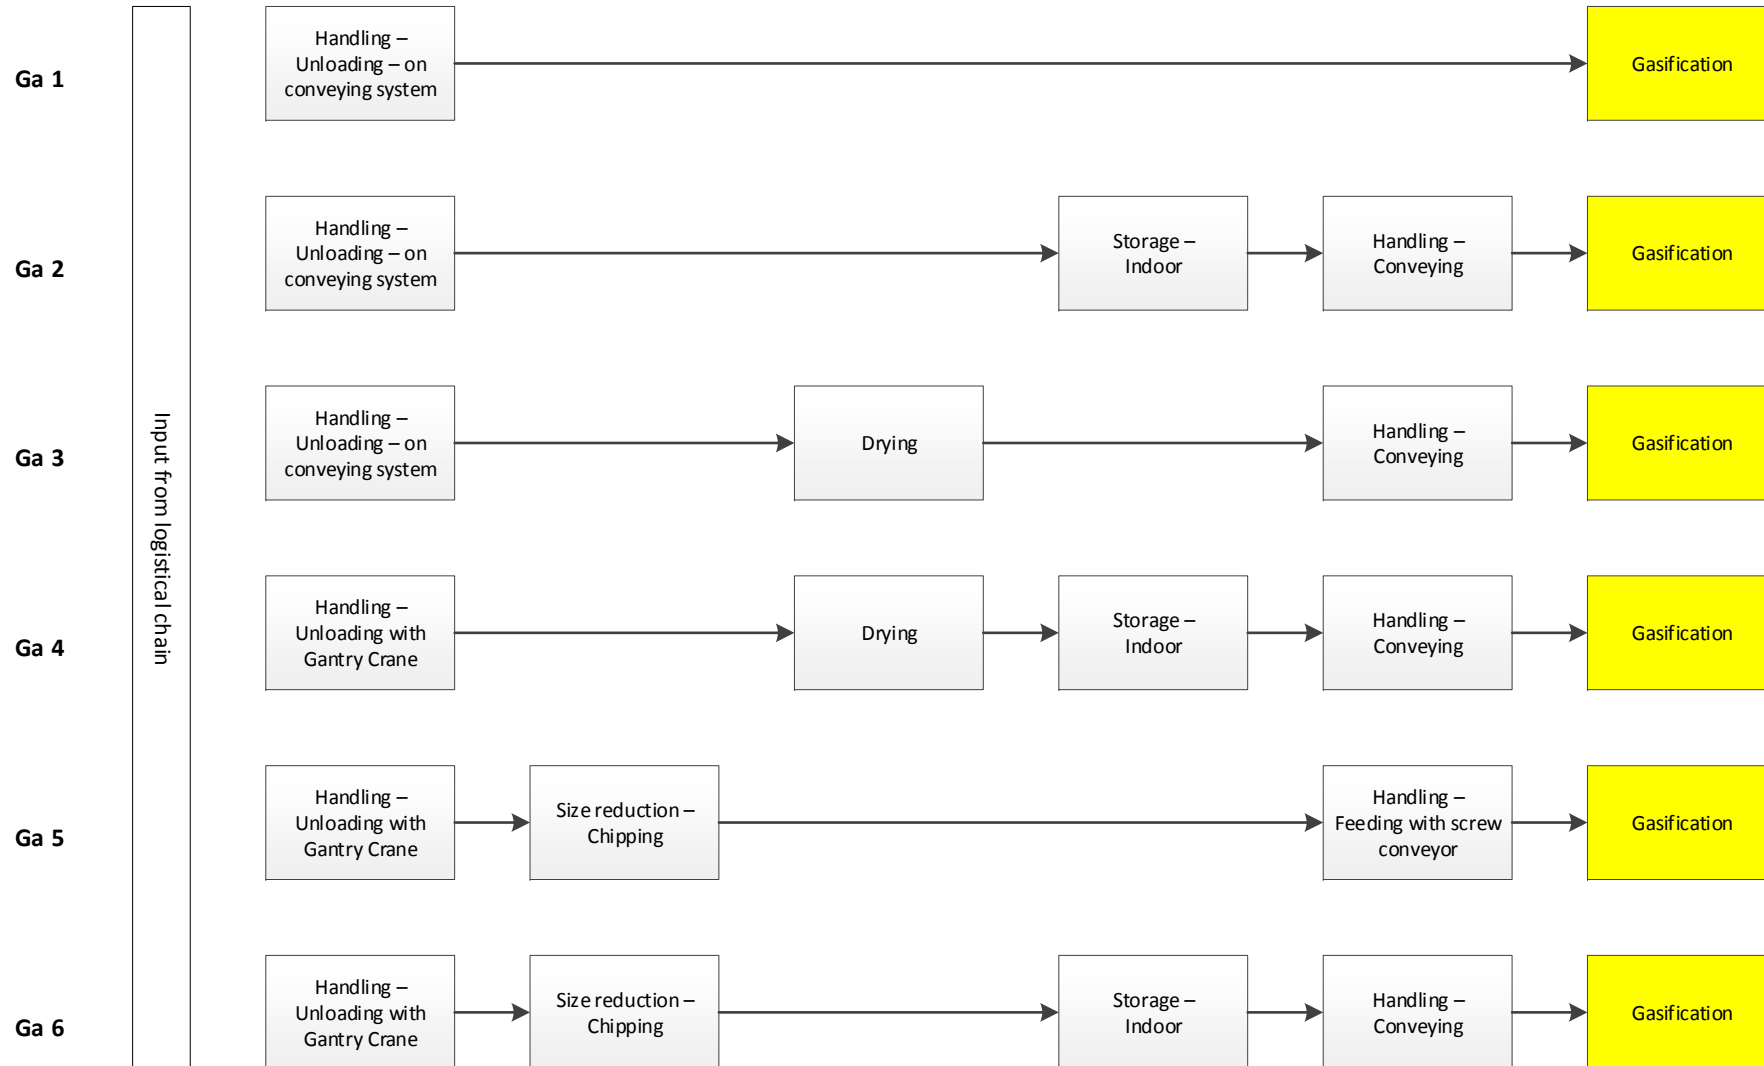 Ga 1
Handling –
Unloading – on
conveying system
Gasification
Ga 2
Handling –
Unloading – on
conveying system
Storage –
Indoor
Handling –
Conveying
Gasification
Input from logistical chain
Ga 3
Handling –
Unloading – on
conveying system
Drying
Handling –
Conveying
Gasification
Ga 4
Handling –
Unloading with
Gantry Crane
Drying
Storage –
Indoor
Handling –
Conveying
Gasification
Ga 5
Handling –
Unloading with
Gantry Crane
Size reduction –
Chipping
Handling –
Feeding with screw
conveyor
Gasification
Ga 6
Handling –
Unloading with
Gantry Crane
Size reduction –
Chipping
Storage –
Indoor
Handling –
Conveying
Gasification